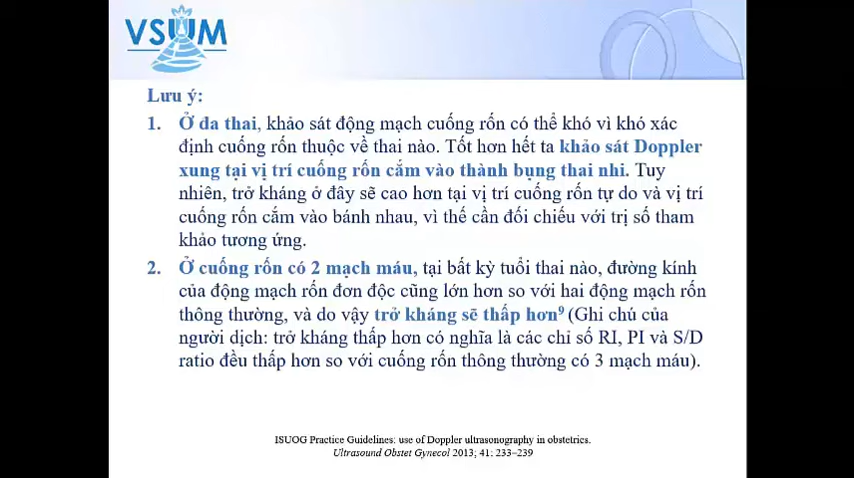 VSUM
Lưu ý:
1. Ở đa thai, khảo sát động mạch cuống rốn có thể khó vì khó xác
định cuống rốn thuộc về thai nào. Tốt hơn hết ta khảo sát Doppler
xung tại vị trí cuống rốn cắm vào thành bụng thai nhi. Tuy
nhiên, trở kháng ở đây sẽ cao hơn tại vị trí cuống rốn tự do và vị trí
cuống rốn cắm vào bánh nhau, vì thế cần đối chiếu với trị số tham
khảo tương ứng.
2. Ở cuống rốn có 2 mạch máu, tại bất kỳ tuổi thai nào, đường kính
của động mạch rốn đơn độc cũng lớn hơn so với hai động mạch rốn
thông thường, và do vậy trở kháng sẽ thấp hơn⁹ (Ghi chú của
người dịch: trở kháng thấp hơn có nghĩa là các chỉ số RI, PI và S/D
ratio đều thấp hơn so với cuống rốn thông thường có 3 mạch máu).
ISUOG Practice Guidelines: use of Doppler ultrasonography in obstetrics.
Ultrasound Obstet Gynecol 2013; 41: 233–239